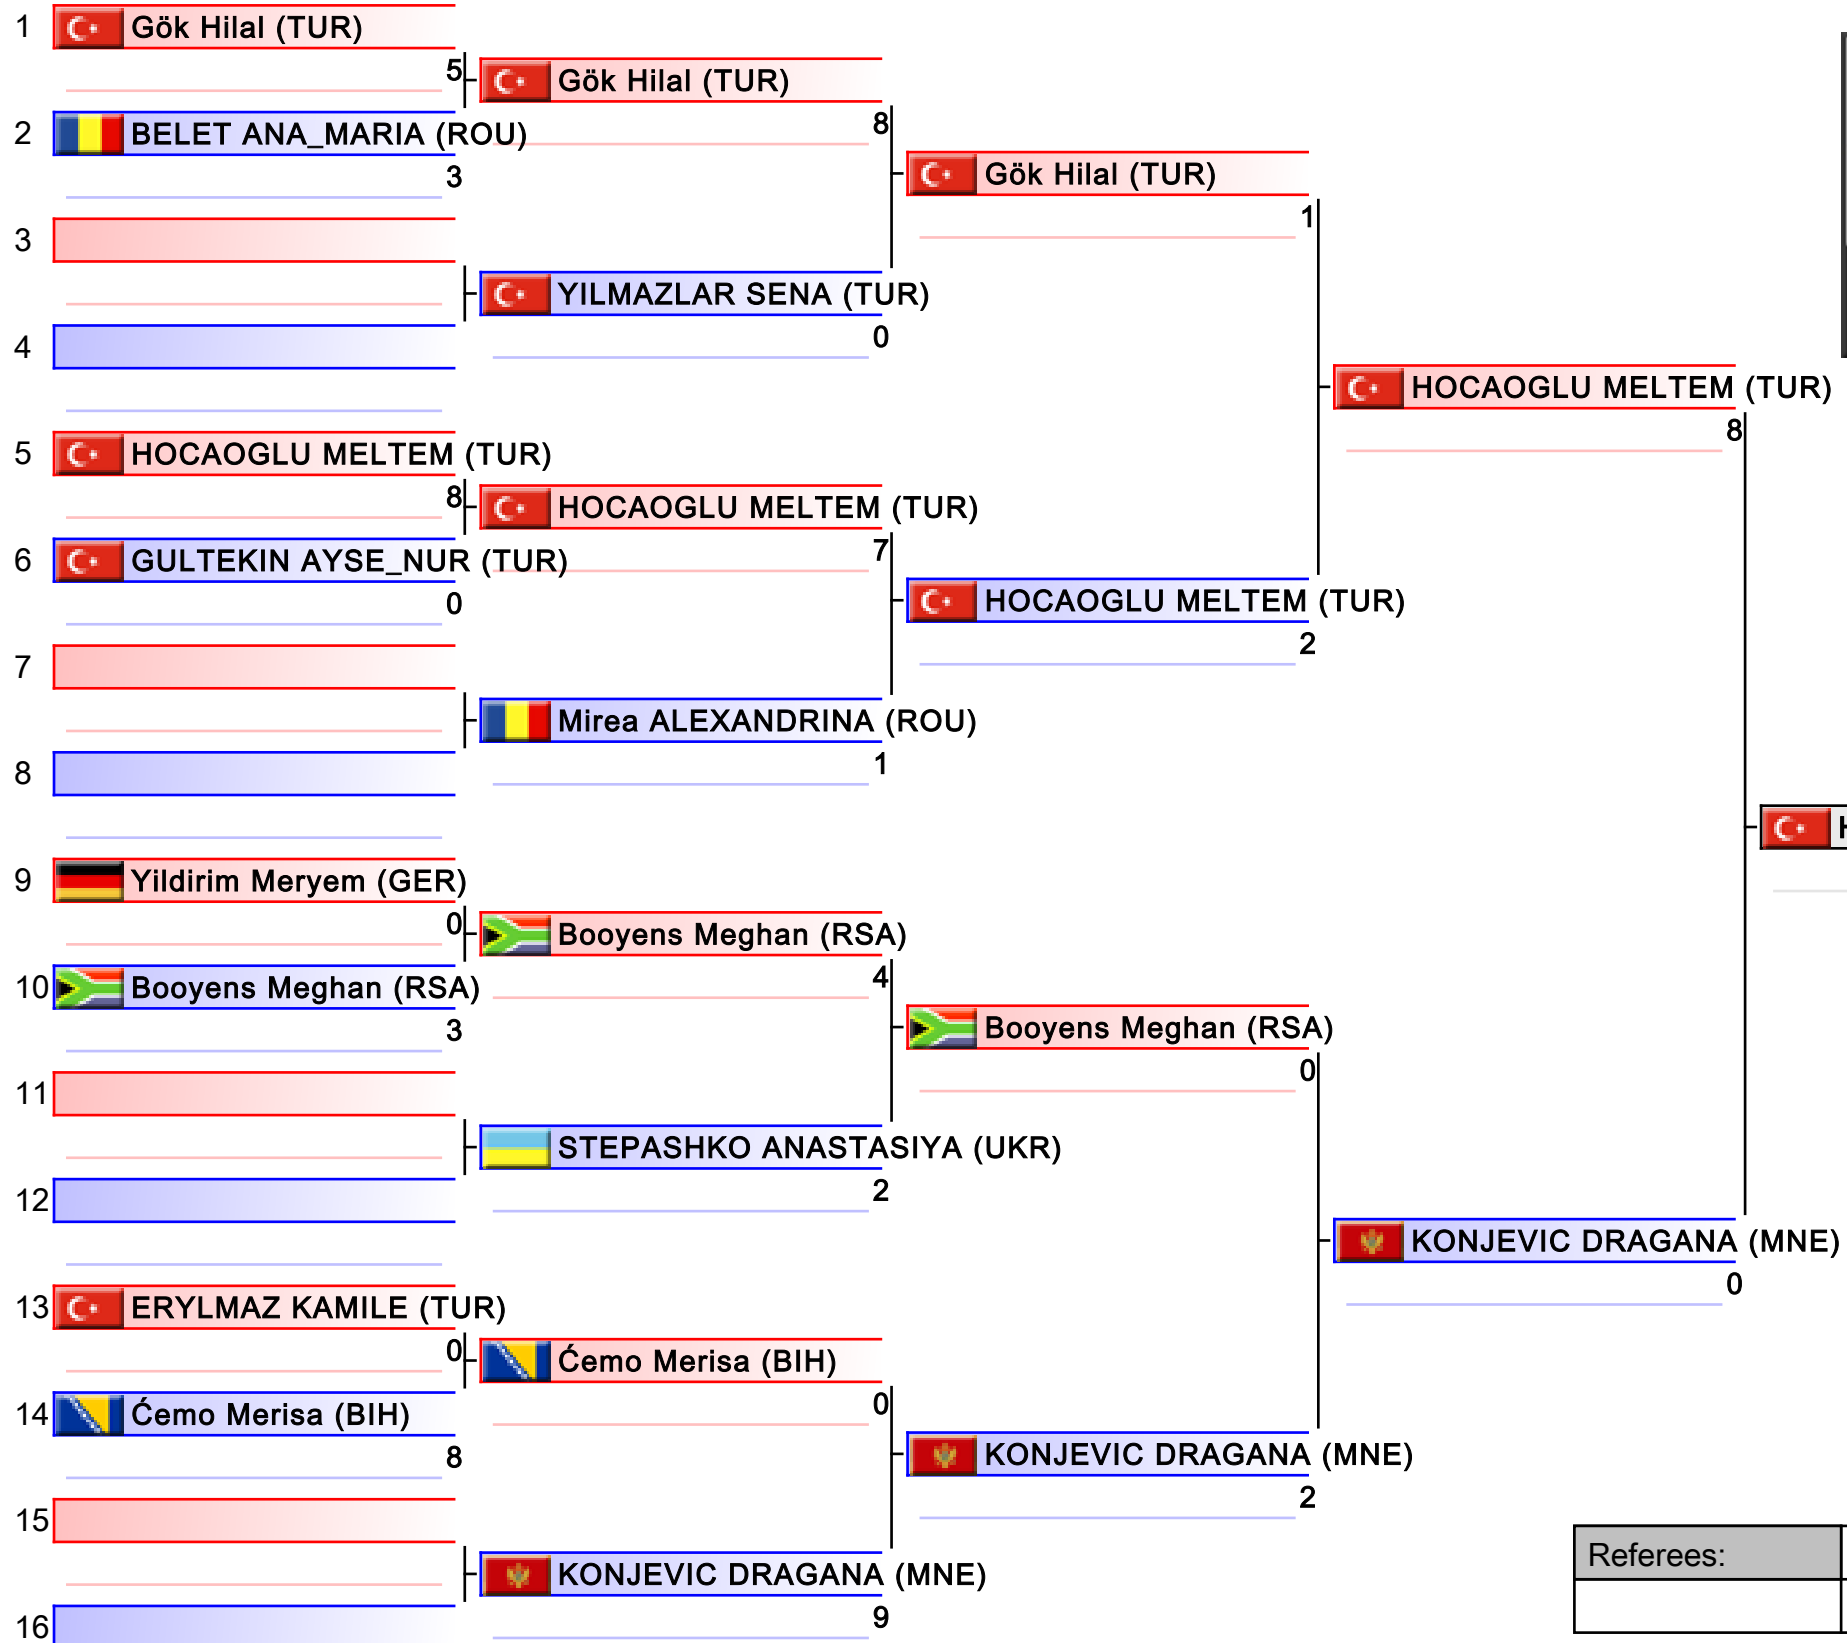 1 Gök Hilal (TUR)
5 Gök Hilal (TUR)
2 BELET ANA_MARIA (ROU)
8
3 Gök Hilal (TUR)
3
1
YILMAZLAR SENA (TUR)
4
0
HOCAOGLU MELTEM (TUR)
8
5 HOCAOGLU MELTEM (TUR)
8 HOCAOGLU MELTEM (TUR)
6 GULTEKIN AYSE_NUR (TUR)
7
0
HOCAOGLU MELTEM (TUR)
2
7
Mirea ALEXANDRINA (ROU)
1
8
9 Yildirim Meryem (GER)
0 Booyens Meghan (RSA)
10 Booyens Meghan (RSA)
4
3
Booyens Meghan (RSA)
0
11
STEPASHKO ANASTASIYA (UKR)
2
12
KONJEVIC DRAGANA (MNE)
0
13 ERYLMAZ KAMILE (TUR)
0 Ćemo Merisa (BIH)
14 Ćemo Merisa (BIH)
0
8
KONJEVIC DRAGANA (MNE)
2
15
KONJEVIC DRAGANA (MNE)
9
16
Referees: